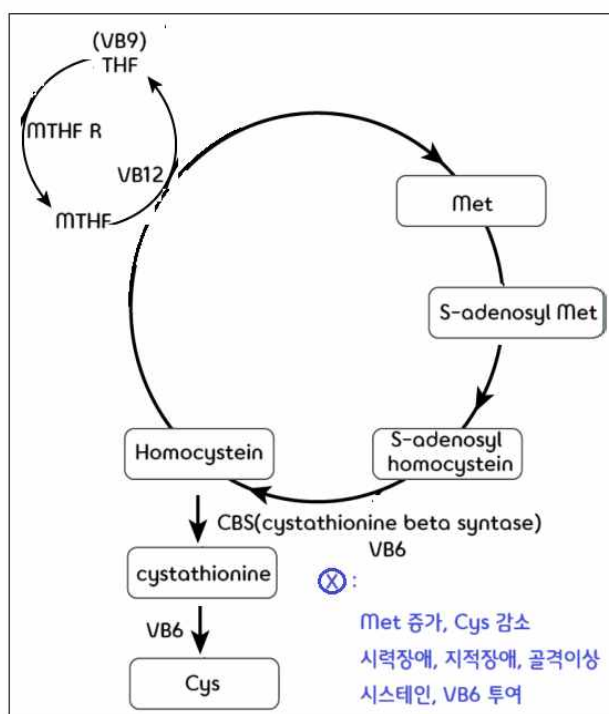 (VB9)
THF
MTHF R
VB12
MTHF
Met
S-adenosyl Met
Homocystein
S-adenosyl
homocystein
CBS(cystathionine beta syntase)
VB6
cystathionine
ⓧ :
Met 증가, Cys 감소
VB6
시력장애, 지적장애, 골격이상
Cys
시스테인, VB6 투여